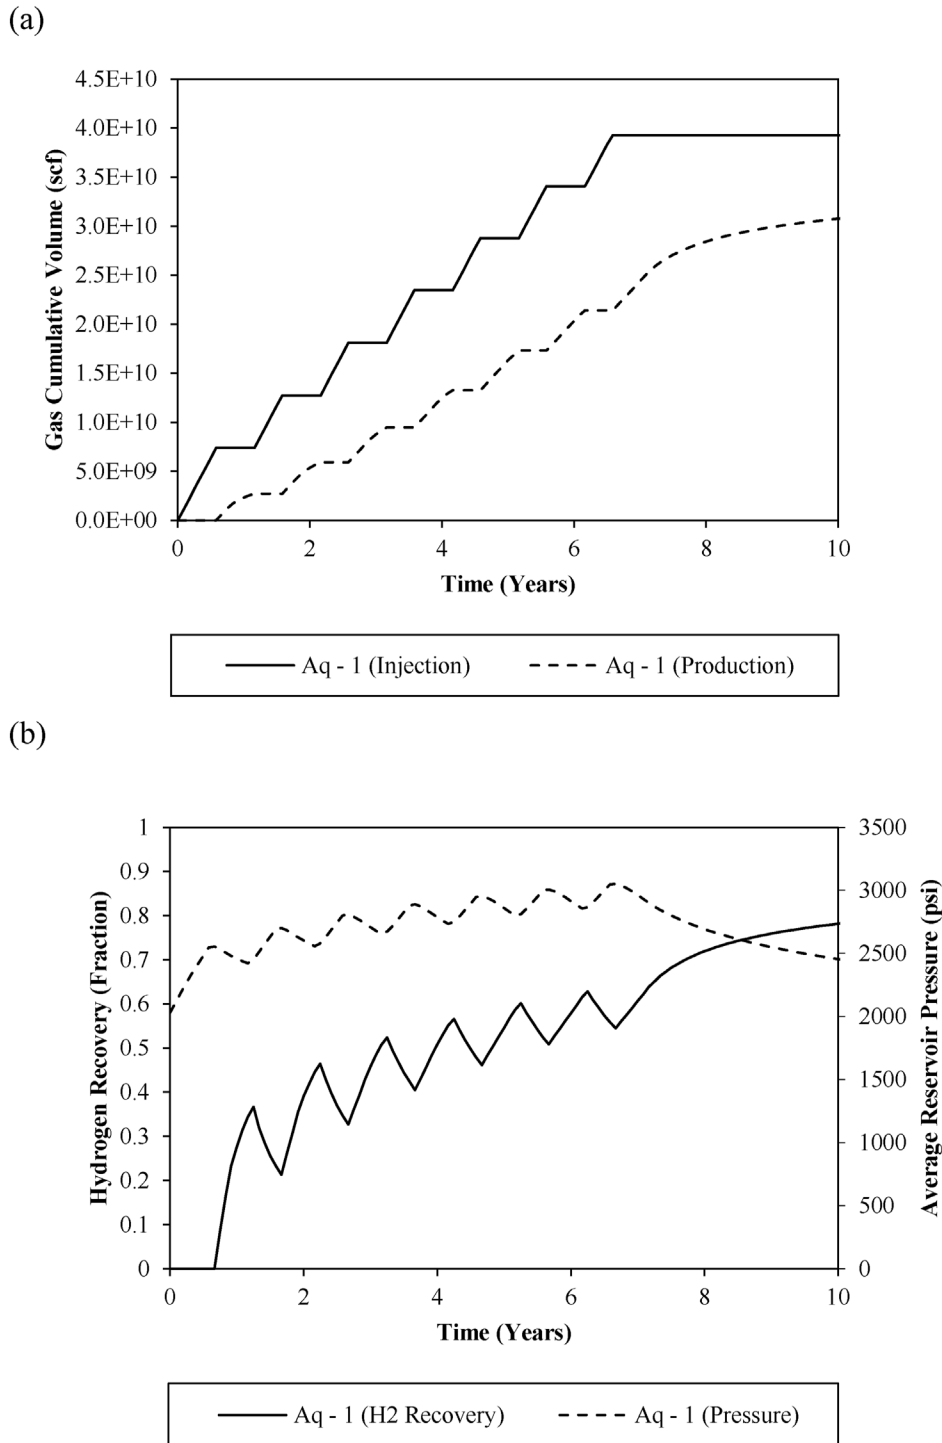 (a)
4.5E+10
4.0E+10
3.5E+10
3.0E+10
2.5E+10
2.0E+10
1.5E+10
1.0E+10
5.0E+09
0.0E+00
Gas Cumulative Volume (scf)
0 2 4 6 8 10
Time (Years)
Aq - 1 (Injection) Aq - 1 (Production)
(b)
1
0.9
0.8
0.7
0.6
0.5
0.4
0.3
0.2
0.1
0
Hydrogen Recovery (Fraction)
3500
3000
2500
2000
1500
1000
500
0
Average Reservoir Pressure (psi)
0 2 4 6 8 10
Time (Years)
Aq - 1 (H2 Recovery) Aq - 1 (Pressure)